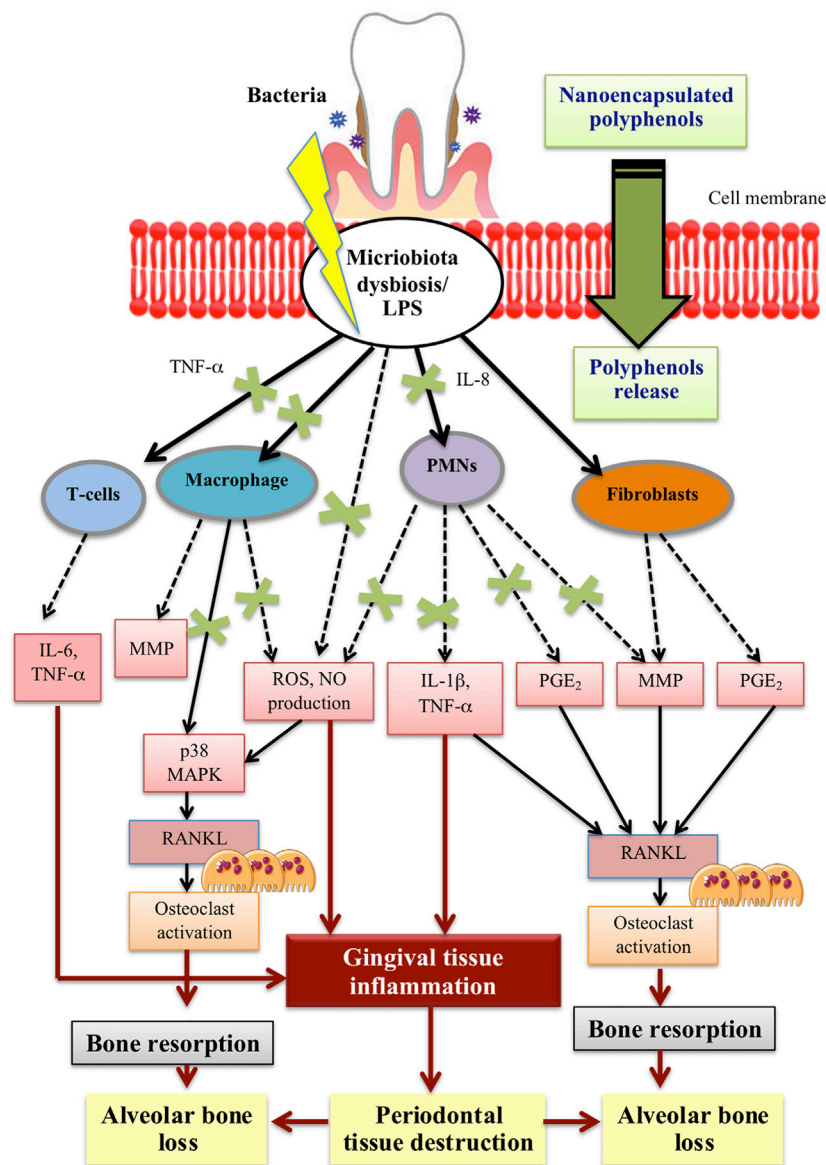 Bacteria
Nanoencapsulated
polyphenols
Cell membrane
Micriobiota
dysbiosis/
LPS
TNF-α
IL-8
Polyphenols
release
T-cells
Macrophage
PMNs
Fibroblasts
IL-6,
TNF-α
MMP
ROS, NO
production
IL-1β,
TNF-α
PGE₂
MMP
PGE₂
p38
MAPK
RANKL
Osteoclast
activation
RANKL
Osteoclast
activation
Gingival tissue
inflammation
Bone resorption
Bone resorption
Alveolar bone
loss
Periodontal
tissue destruction
Alveolar bone
loss